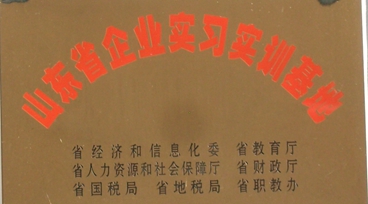 山东省企业实习实训基地
省经济和信息化委 省教育厅
省人力资源和社会保障厅 省财政厅
省国税局 省地税局 省职教办